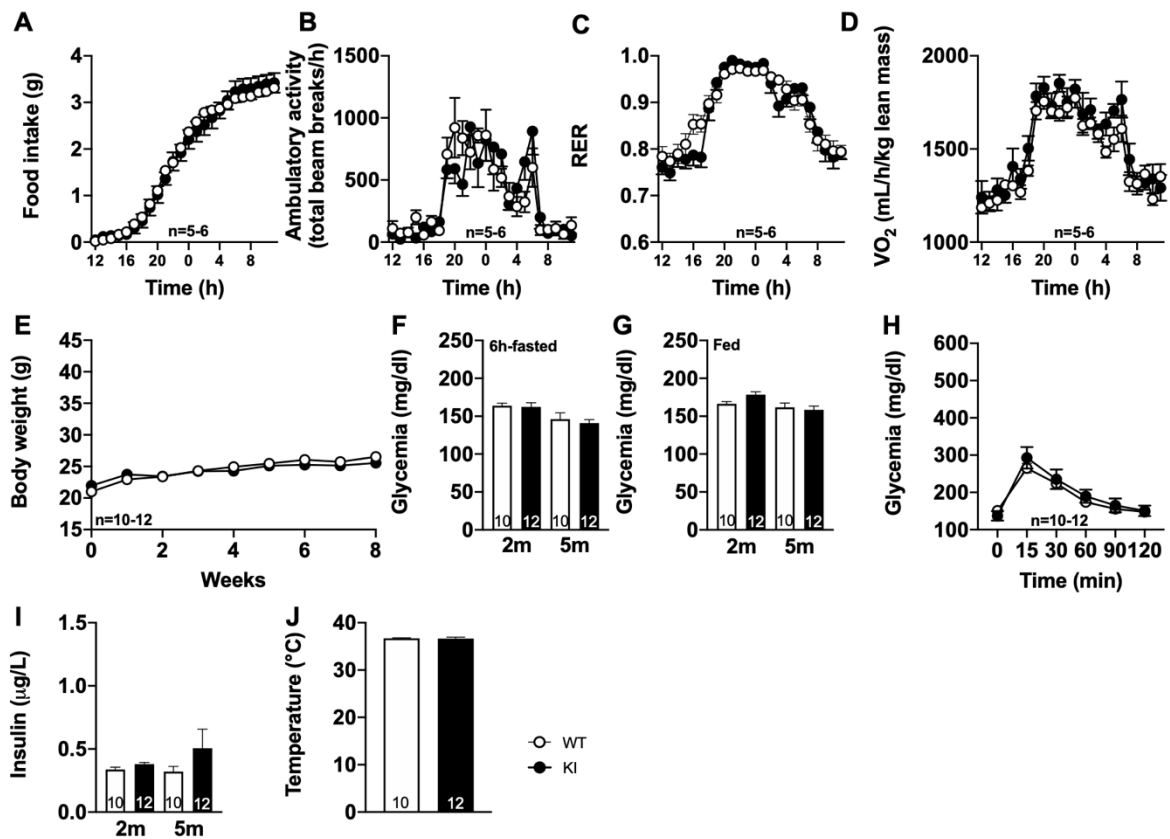 A
Food intake (g)
4
3
2
1
0
n=5-6
12 16 20 0 4 8
Time (h)
B
Ambulatory activity
(total beam breaks/h)
1500
1000
500
0
n=5-6
12 16 20 0 4 8
Time (h)
C
RER
1.0
0.9
0.8
0.7
0.6
n=5-6
12 16 20 0 4 8
Time (h)
D
VO2 (mL/h/kg lean mass)
2000
1600
1300
1000
n=5-6
12 16 20 0 4 8
Time (h)
E
Body weight (g)
45
40
35
30
25
20
15
n=10-12
0 2 4 6 8
Weeks
F
Glycemia (mg/dl)
250
200
150
100
50
0
6h-fasted
10 12 10 12
2m 5m
G
Glycemia (mg/dl)
250
200
150
100
50
0
Fed
10 12 10 12
2m 5m
H
Glycemia (mg/dl)
600
500
400
300
200
100
n=10-12
0 15 30 60 90 120
Time (min)
I
Insulin (µg/L)
1.5
1.0
0.5
0.0
10 12 10 12
2m 5m
J
Temperature (°C)
40
30
20
10
0
10 12
WT
KI